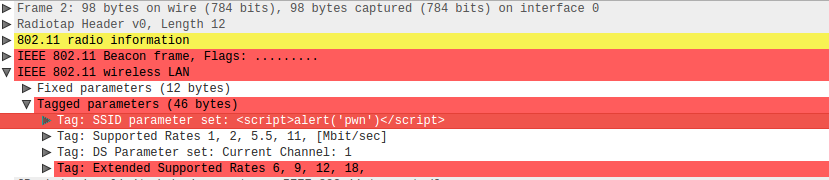 Frame 2: 98 bytes on wire (784 bits), 98 bytes captured (784 bits) on interface 0
Radiotap Header v0, Length 12
802.11 radio information
IEEE 802.11 Beacon frame, Flags: .........
IEEE 802.11 wireless LAN
Fixed parameters (12 bytes)
Tagged parameters (46 bytes)
Tag: SSID parameter set: <script>alert('pwn')</script>
Tag: Supported Rates 1, 2, 5.5, 11, [Mbit/sec]
Tag: DS Parameter set: Current Channel: 1
Tag: Extended Supported Rates 6, 9, 12, 18,